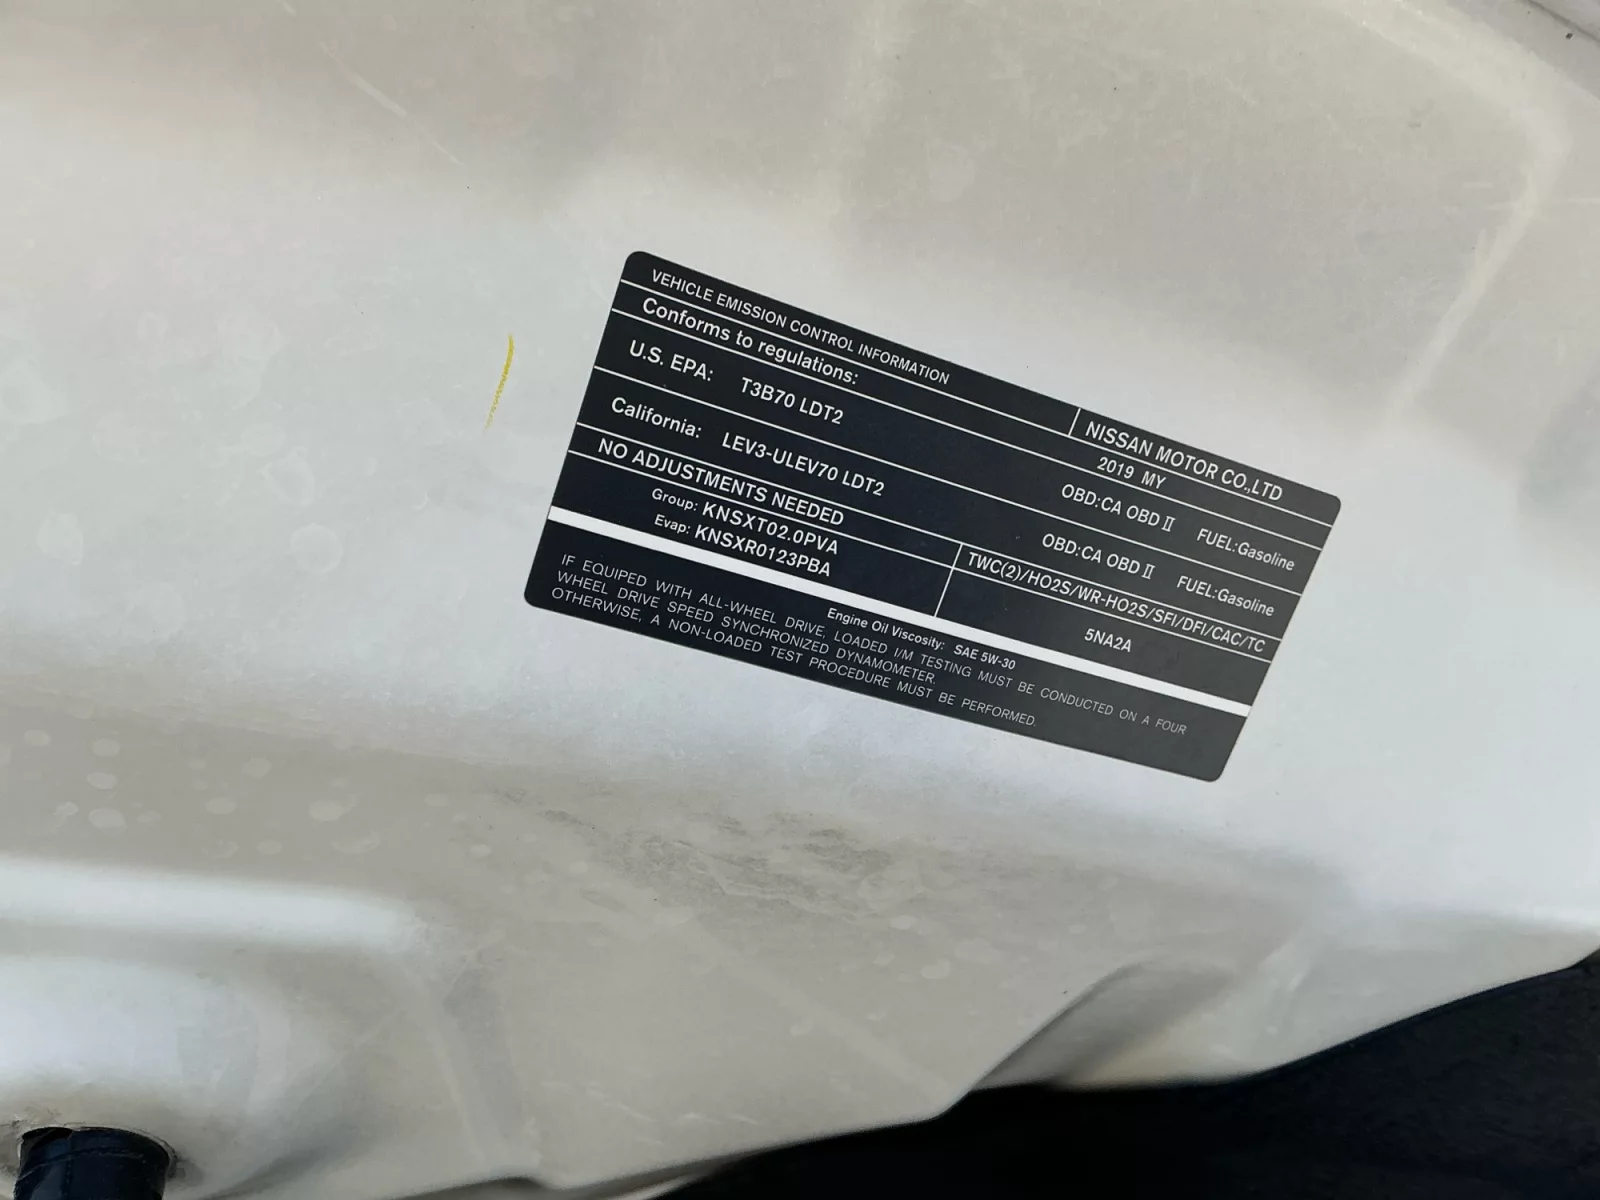 VEHICLE EMISSION CONTROL INFORMATION
NISSAN MOTOR CO.,LTD
Conforms to regulations:
2019 MY
U.S. EPA: T3B70 LDT2 OBD:CA OBD II FUEL:Gasoline
California: LEV3-ULEV70 LDT2 OBD:CA OBD II FUEL:Gasoline
NO ADJUSTMENTS NEEDED
TWC(2)/HO2S/WR-HO2S/SFI/DFI/CAC/TC
Group: KNSXT02.0PVA
Evap: KNSXR0123PBA
5NA2A
Engine Oil Viscosity: SAE 5W-30
IF EQUIPED WITH ALL-WHEEL DRIVE, LOADED I/M TESTING MUST BE CONDUCTED ON A FOUR
WHEEL DRIVE SPEED SYNCHRONIZED DYNAMOMETER.
OTHERWISE, A NON-LOADED TEST PROCEDURE MUST BE PERFORMED.